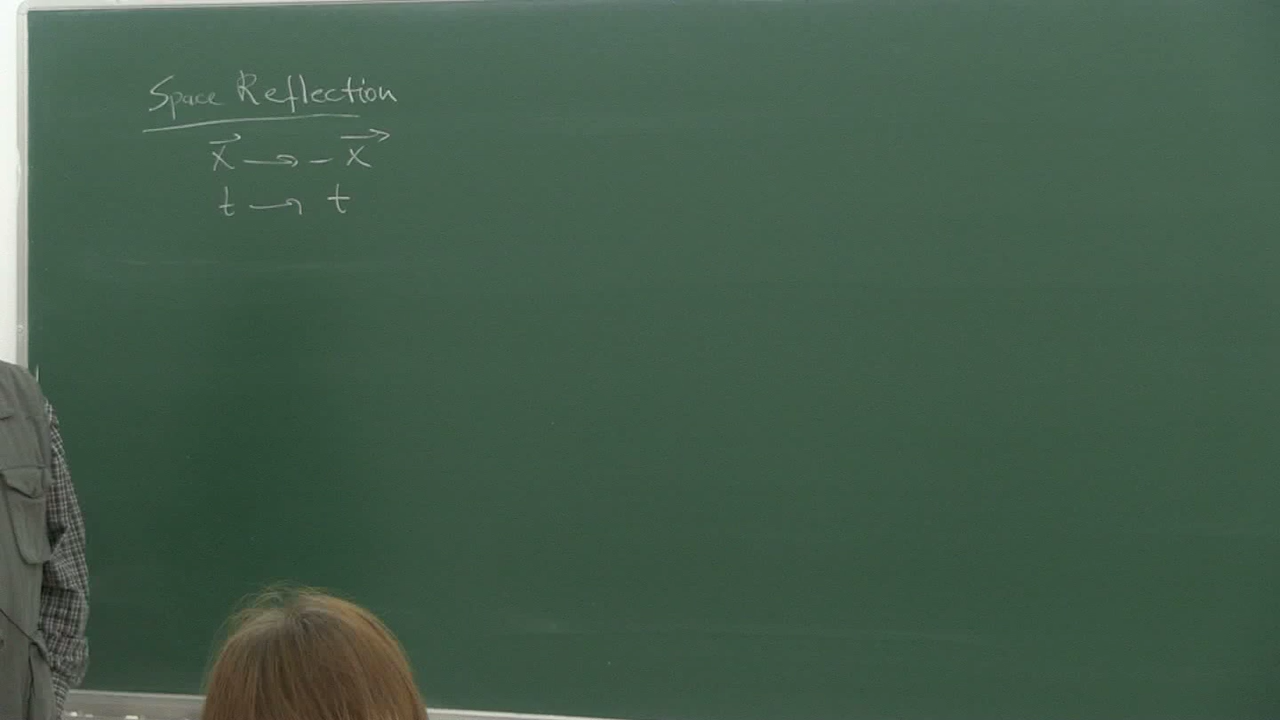 Space Reflection
x⃗ → − x⃗
t → t